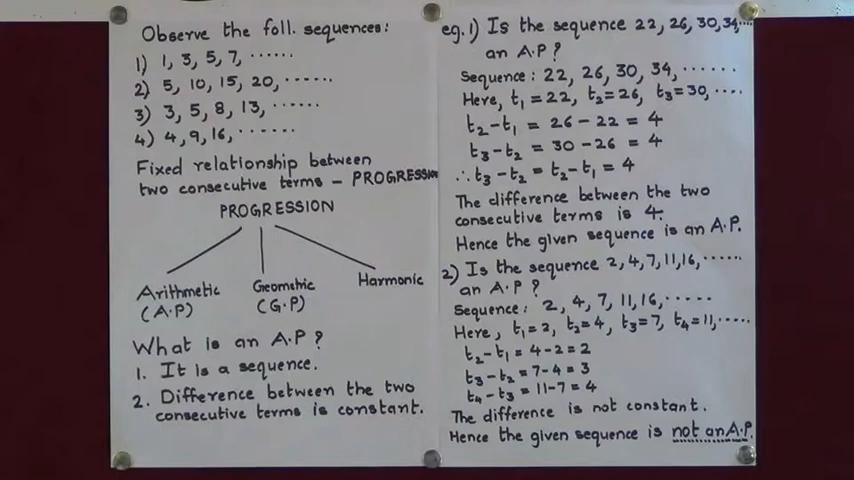 Observe the foll. sequences:
1) 1, 3, 5, 7, ......
2) 5, 10, 15, 20, .......
3) 3, 5, 8, 13, ......
4) 4, 9, 16, .......
Fixed relationship between
two consecutive terms - PROGRESSION
PROGRESSION
Arithmetic Geometric Harmonic
(A.P) (G.P)
What is an A.P?
1. It is a sequence.
2. Difference between the two
consecutive terms is constant.
eg. 1) Is the sequence 22, 26, 30, 34, ....
an A.P?
Sequence: 22, 26, 30, 34, .......
Here, t₁ = 22, t₂ = 26, t₃ = 30, ....
t₂ - t₁ = 26 - 22 = 4
t₃ - t₂ = 30 - 26 = 4
∴ t₃ - t₂ = t₂ - t₁ = 4
The difference between the two
consecutive terms is 4.
Hence the given sequence is an A.P.
2) Is the sequence 2, 4, 7, 11, 16, ......
an A.P?
Sequence: 2, 4, 7, 11, 16, ......
Here, t₁ = 2, t₂ = 4, t₃ = 7, t₄ = 11, .....
t₂ - t₁ = 4 - 2 = 2
t₃ - t₂ = 7 - 4 = 3
t₄ - t₃ = 11 - 7 = 4
The difference is not constant.
Hence the given sequence is not an A.P.